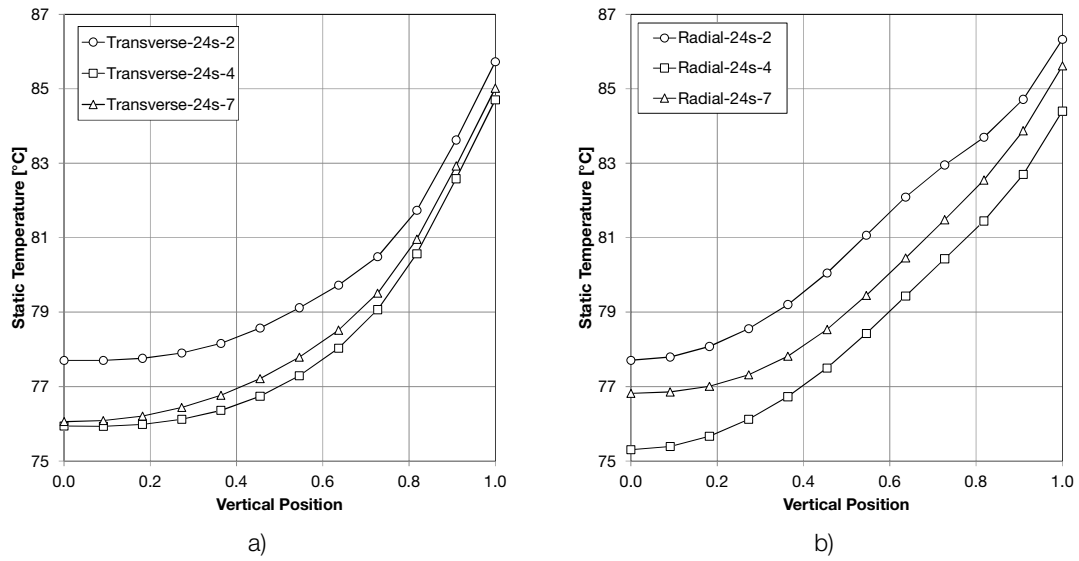 87
85
83
81
79
77
75
Static Temperature [°C]
Transverse-24s-2
Transverse-24s-4
Transverse-24s-7
0.0 0.2 0.4 0.6 0.8 1.0
Vertical Position
a)
87
85
83
81
79
77
75
Static Temperature [°C]
Radial-24s-2
Radial-24s-4
Radial-24s-7
0.0 0.2 0.4 0.6 0.8 1.0
Vertical Position
b)